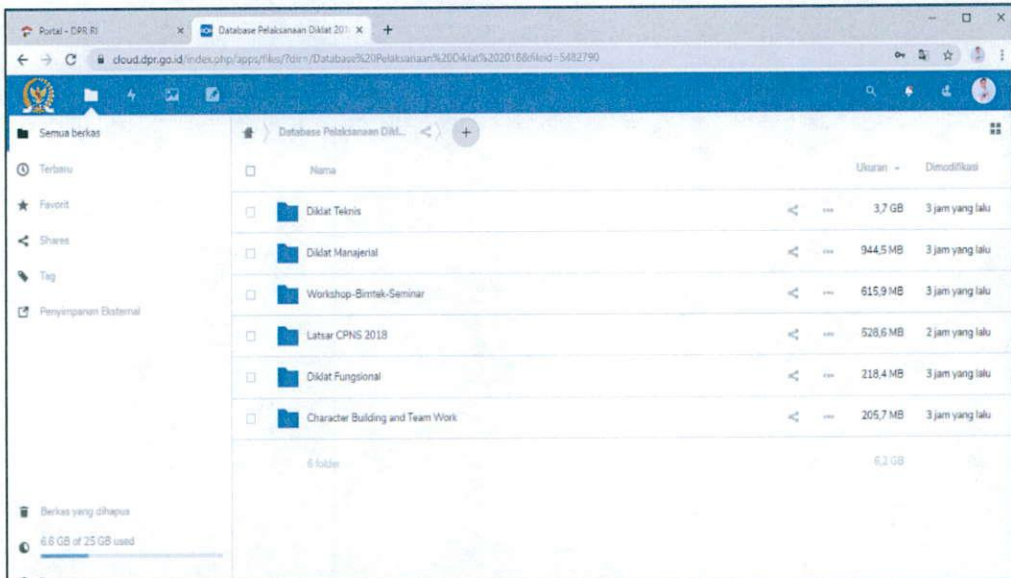 Portal - DPR RI
Database Pelaksanaan Diklat 201
cloud.dpr.go.id/index.php/apps/files/?dir=/Database%20Pelaksanaan%20Diklat%202018&fileid=5482790
Semua berkas
Terbaru
Favorit
Shares
Tag
Penyimpanan Eksternal
Berkas yang dihapus
6.6 GB of 25 GB used
Database Pelaksanaan Dikl...
Nama Ukuran Dimodifikasi
Diklat Teknis 3,7 GB 3 jam yang lalu
Diklat Manajerial 944,5 MB 3 jam yang lalu
Workshop-Bimtek-Seminar 615,9 MB 3 jam yang lalu
Latsar CPNS 2018 528,6 MB 2 jam yang lalu
Diklat Fungsional 218,4 MB 3 jam yang lalu
Character Building and Team Work 205,7 MB 3 jam yang lalu
6 folder 6,2 GB